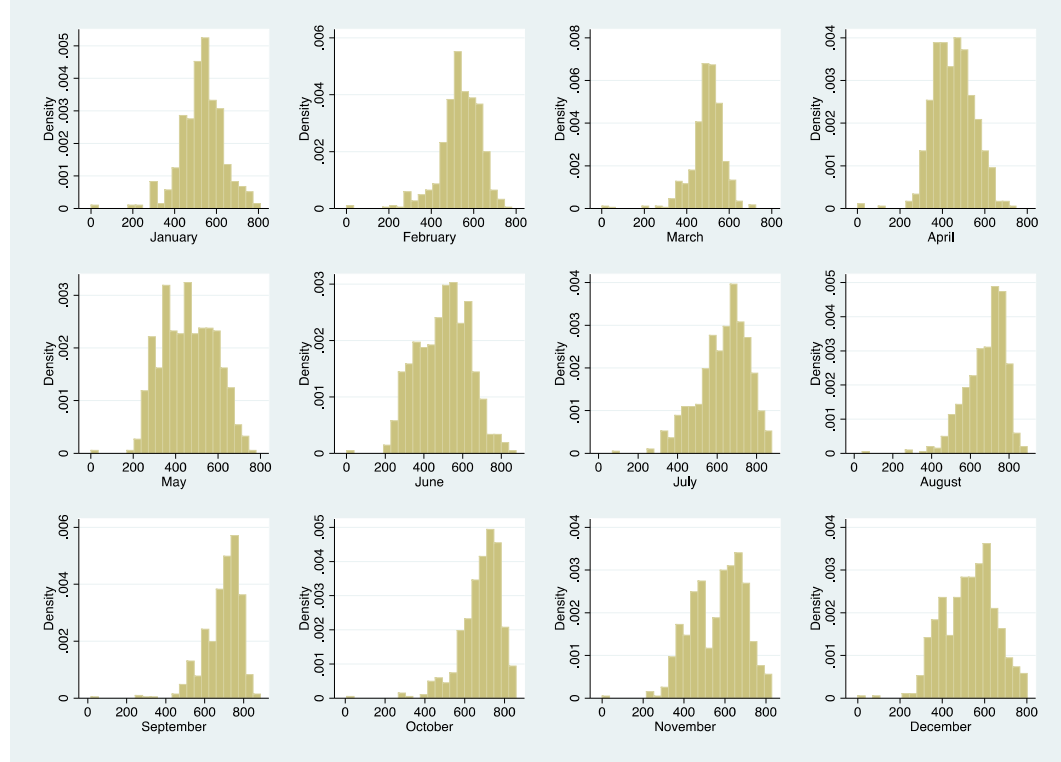 Density
0 .001 .002 .003 .004 .005
0 200 400 600 800
January
Density
0 .002 .004 .006
0 200 400 600 800
February
Density
0 .002 .004 .006 .008
0 200 400 600 800
March
Density
0 .001 .002 .003 .004
0 200 400 600 800
April
Density
0 .001 .002 .003
0 200 400 600 800
May
Density
0 .001 .002 .003
0 200 400 600 800
June
Density
0 .001 .002 .003 .004
0 200 400 600 800
July
Density
0 .001 .002 .003 .004 .005
0 200 400 600 800
August
Density
0 .002 .004 .006
0 200 400 600 800
September
Density
0 .001 .002 .003 .004 .005
0 200 400 600 800
October
Density
0 .001 .002 .003 .004
0 200 400 600 800
November
Density
0 .001 .002 .003 .004
0 200 400 600 800
December